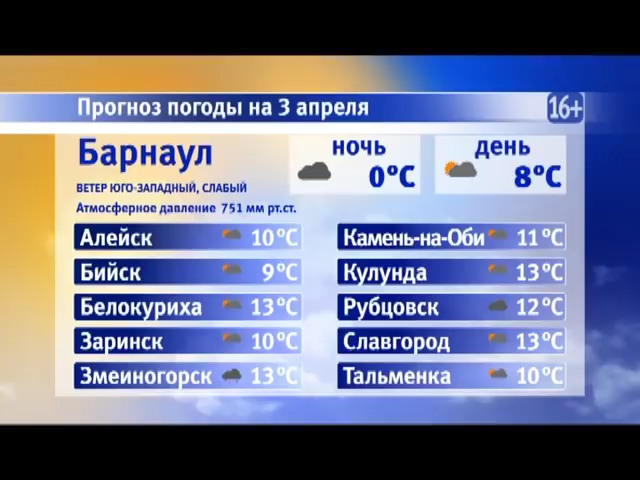 Прогноз погоды на 3 апреля 16+
Барнаул
ночь
0°C
день
8°C
ВЕТЕР ЮГО-ЗАПАДНЫЙ, СЛАБЫЙ
Атмосферное давление 751 мм рт.ст.
Алейск 10°C
Бийск 9°C
Белокуриха 13°C
Заринск 10°C
Змеиногорск 13°C
Камень-на-Оби 11°C
Кулунда 13°C
Рубцовск 12°C
Славгород 13°C
Тальменка 10°C